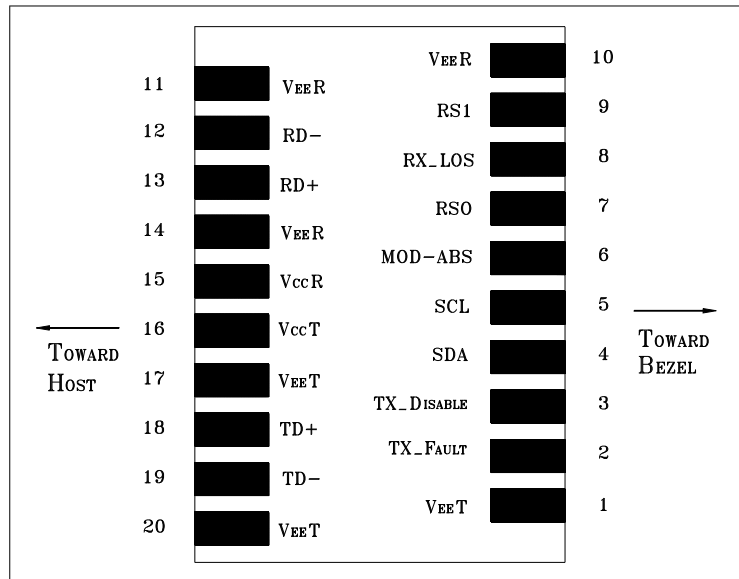 VEER 10
11 VEER
RS1 9
12 RD-
RX_LOS 8
13 RD+
RS0 7
14 VEER
MOD-ABS 6
15 VCCR
SCL 5
16 VCCT
TOWARD
HOST
TOWARD
BEZEL
SDA 4
17 VEET
TX_DISABLE 3
18 TD+
TX_FAULT 2
19 TD-
VEET 1
20 VEET